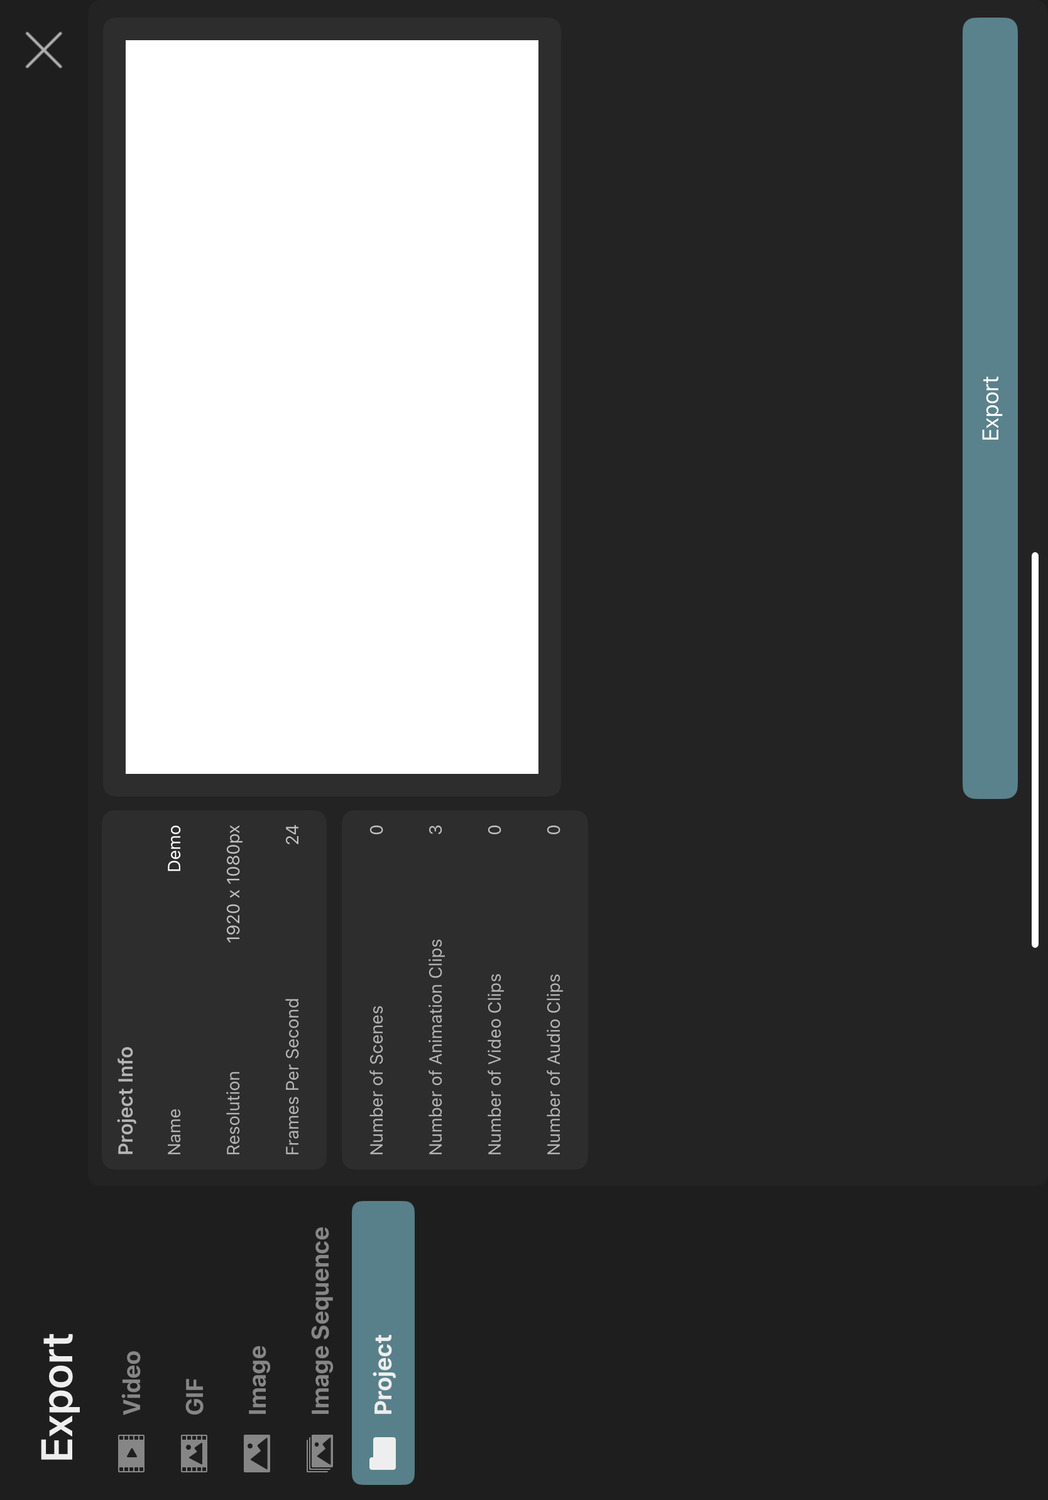 Export
Video
GIF
Image
Image Sequence
Project
Project Info
Name Demo
Resolution 1920 x 1080px
Frames Per Second 24
Number of Scenes 0
Number of Animation Clips 3
Number of Video Clips 0
Number of Audio Clips 0
Export